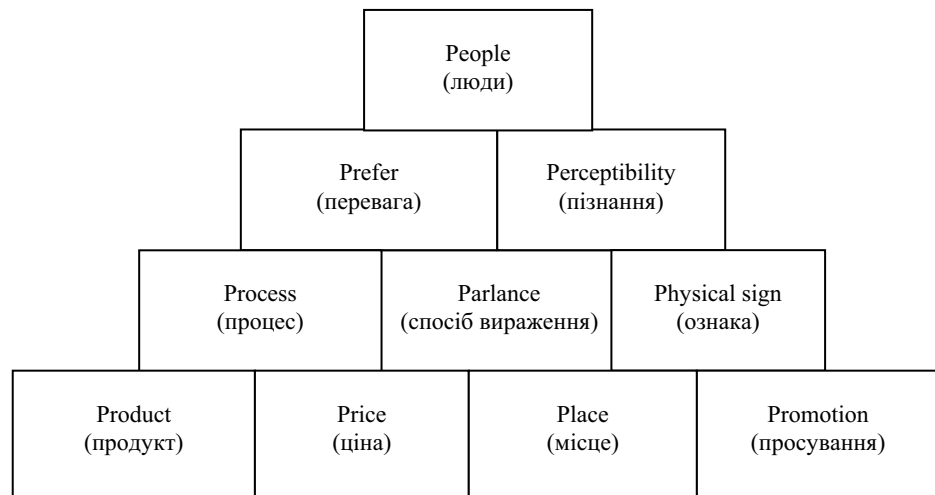 People
(люди)
Prefer
(перевага)
Perceptibility
(пізнання)
Process
(процес)
Parlance
(спосіб вираження)
Physical sign
(ознака)
Product
(продукт)
Price
(ціна)
Place
(місце)
Promotion
(просування)